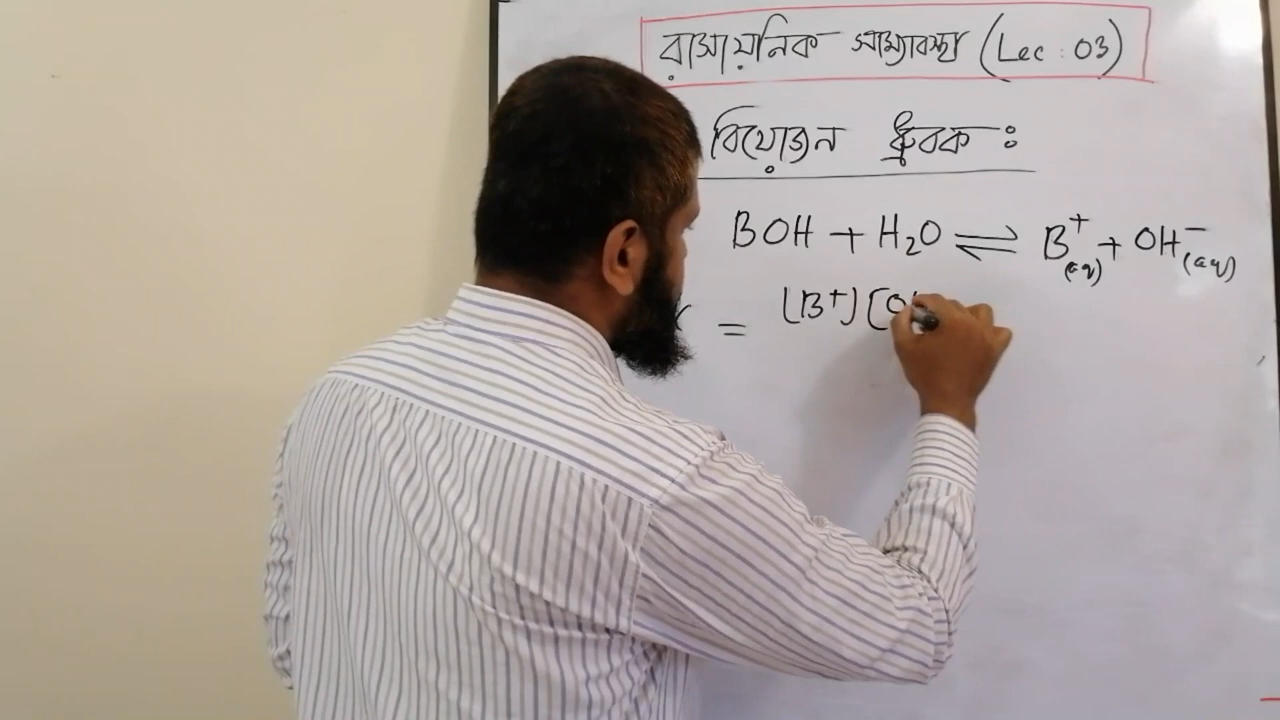 রাসায়নিক সাম্যাবস্থা (Lec : 03)
বিয়োজন ধ্রুবক :
BOH + H₂O ⇌ B⁺(aq) + OH⁻(aq)
= [B⁺] [O